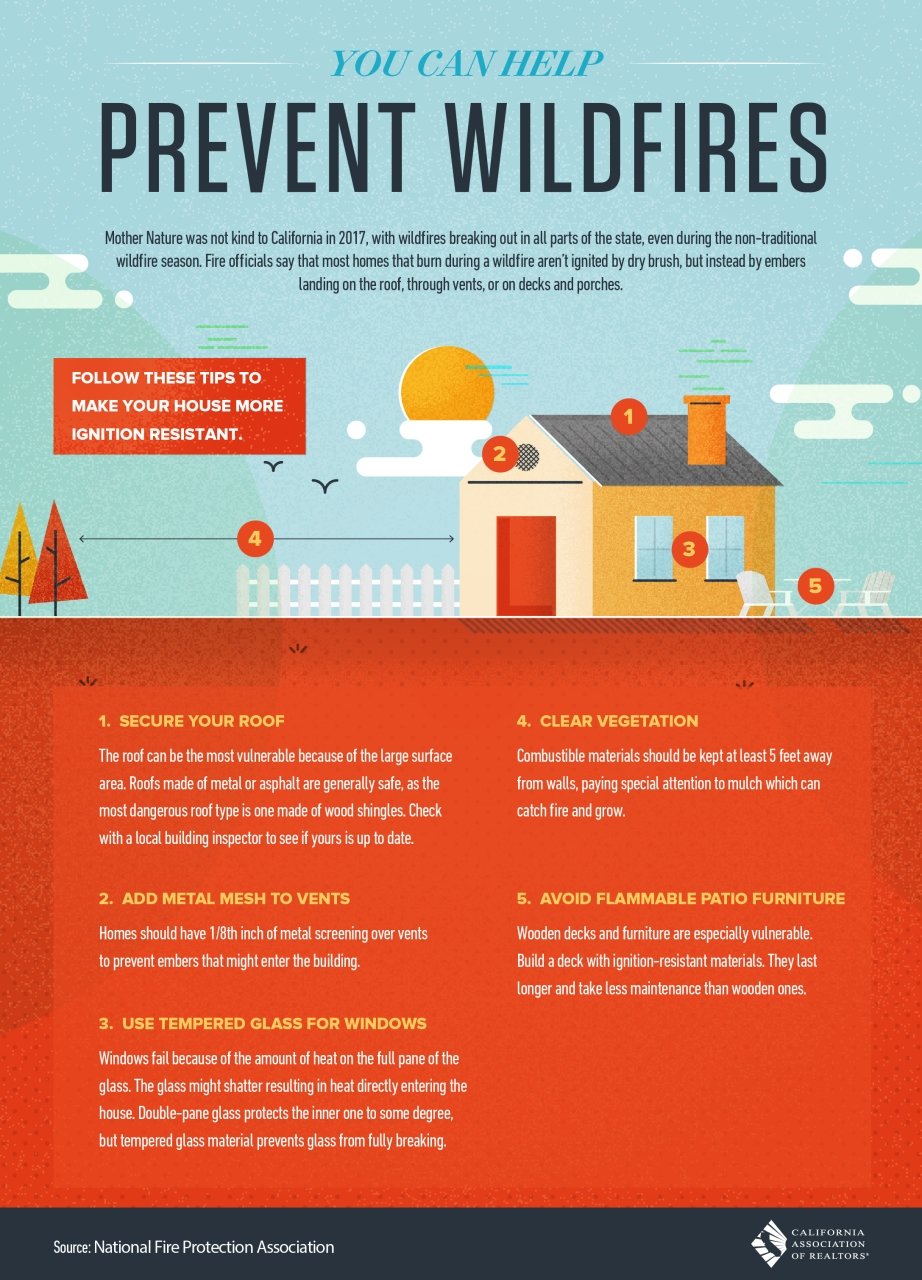 YOU CAN HELP
PREVENT WILDFIRES
Mother Nature was not kind to California in 2017, with wildfires breaking out in all parts of the state, even during the non-traditional
wildfire season. Fire officials say that most homes that burn during a wildfire aren't ignited by dry brush, but instead by embers
landing on the roof, through vents, or on decks and porches.
FOLLOW THESE TIPS TO
MAKE YOUR HOUSE MORE
IGNITION RESISTANT.
1
2
3
4
5
1. SECURE YOUR ROOF
The roof can be the most vulnerable because of the large surface
area. Roofs made of metal or asphalt are generally safe, as the
most dangerous roof type is one made of wood shingles. Check
with a local building inspector to see if yours is up to date.
2. ADD METAL MESH TO VENTS
Homes should have 1/8th inch of metal screening over vents
to prevent embers that might enter the building.
3. USE TEMPERED GLASS FOR WINDOWS
Windows fail because of the amount of heat on the full pane of the
glass. The glass might shatter resulting in heat directly entering the
house. Double-pane glass protects the inner one to some degree,
but tempered glass material prevents glass from fully breaking.
4. CLEAR VEGETATION
Combustible materials should be kept at least 5 feet away
from walls, paying special attention to mulch which can
catch fire and grow.
5. AVOID FLAMMABLE PATIO FURNITURE
Wooden decks and furniture are especially vulnerable.
Build a deck with ignition-resistant materials. They last
longer and take less maintenance than wooden ones.
Source: National Fire Protection Association
CALIFORNIA
ASSOCIATION
OF REALTORS®